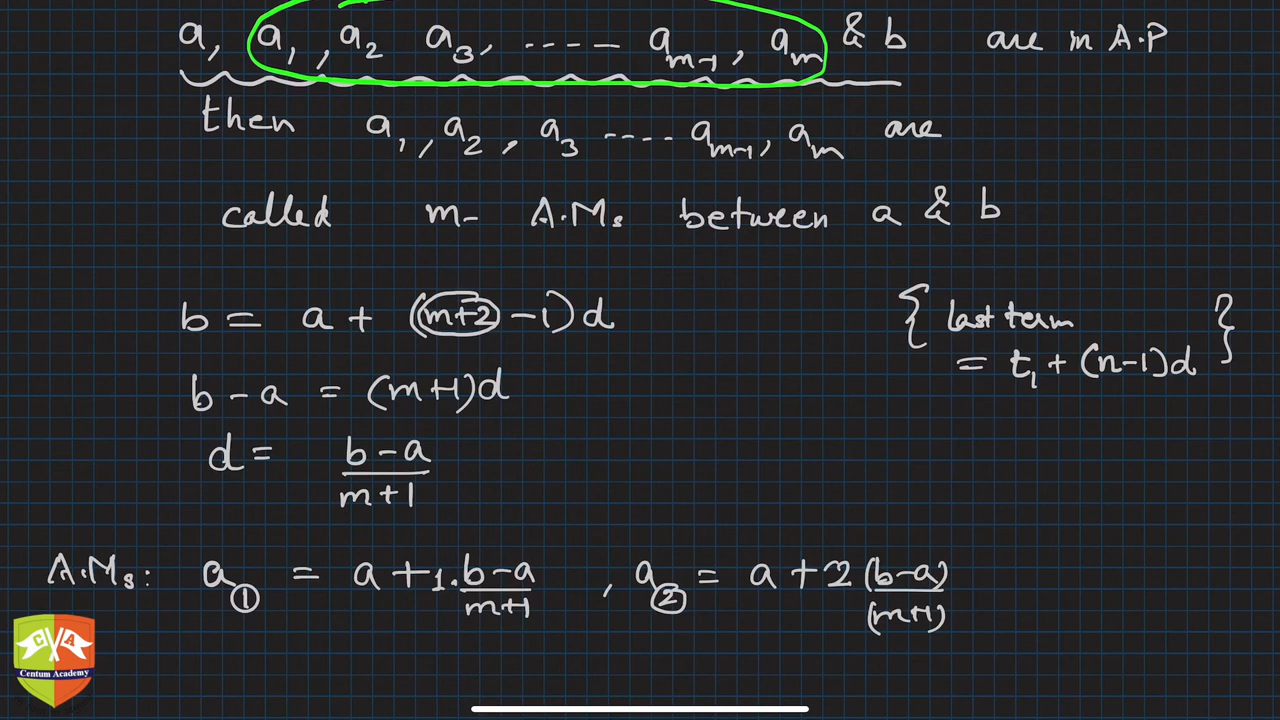 a, a₁, a₂ a₃, ----- aₘ₋₁, aₘ & b are in A.P
then a₁, a₂, a₃ ---- aₘ₋₁, aₘ are
called m- A.Ms between a & b
b = a + (m+2-1)d { last term
= t₁ + (n-1)d }
b-a = (m+1)d
d = (b-a)/(m+1)
A.Ms: a① = a + 1.(b-a)/(m+1) , a② = a + 2 (b-a)/(m+1)
C A
Centum Academy